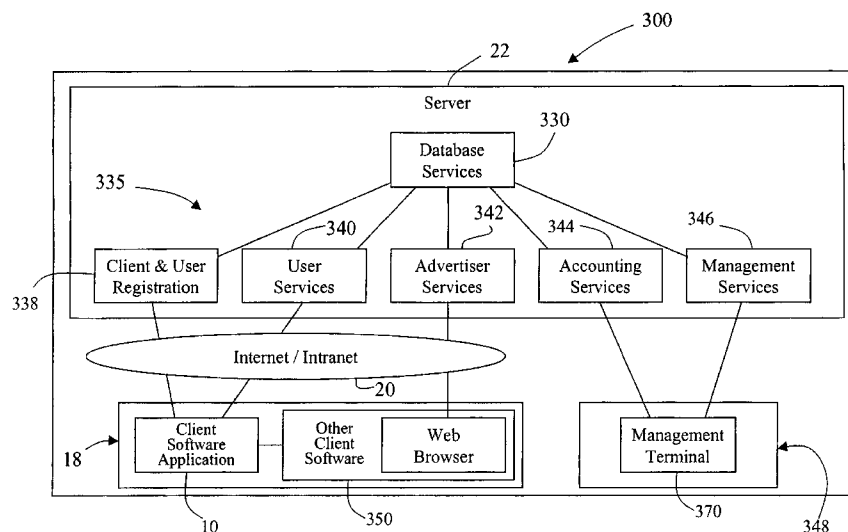 300
22
Server
330
Database
Services
335
340
342
344
346
Client & User
Registration
User
Services
Advertiser
Services
Accounting
Services
Management
Services
338
Internet / Intranet
20
18
Client
Software
Application
Other
Client
Software
Web
Browser
Management
Terminal
10
350
370
348